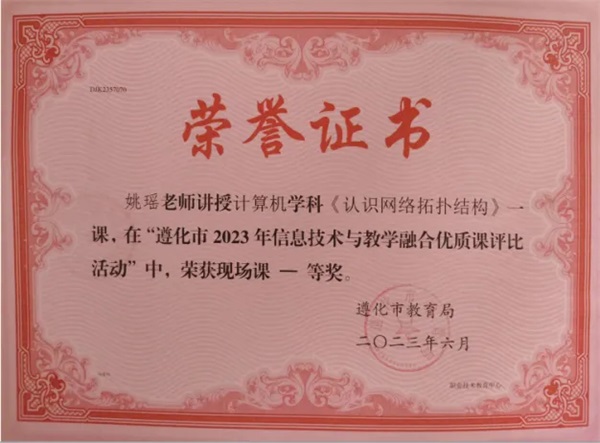 荣誉证书
姚瑶老师讲授计算机学科《认识网络拓扑结构》一
课，在“遵化市2023年信息技术与教学融合优质课评比
活动”中，荣获现场课 一 等奖。
遵化市教育局
二〇二三年六月